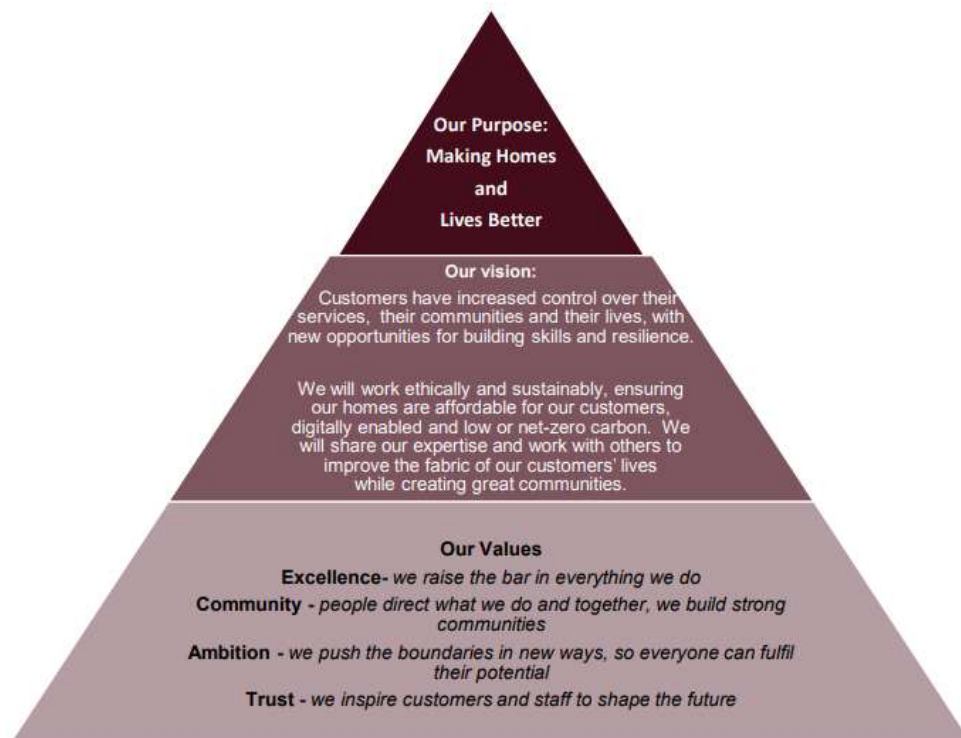 Our Purpose:
Making Homes
and
Lives Better
Our vision:
Customers have increased control over their
services, their communities and their lives, with
new opportunities for building skills and resilience.
We will work ethically and sustainably, ensuring
our homes are affordable for our customers,
digitally enabled and low or net-zero carbon. We
will share our expertise and work with others to
improve the fabric of our customers' lives
while creating great communities.
Our Values
Excellence- we raise the bar in everything we do
Community - people direct what we do and together, we build strong
communities
Ambition - we push the boundaries in new ways, so everyone can fulfil
their potential
Trust - we inspire customers and staff to shape the future